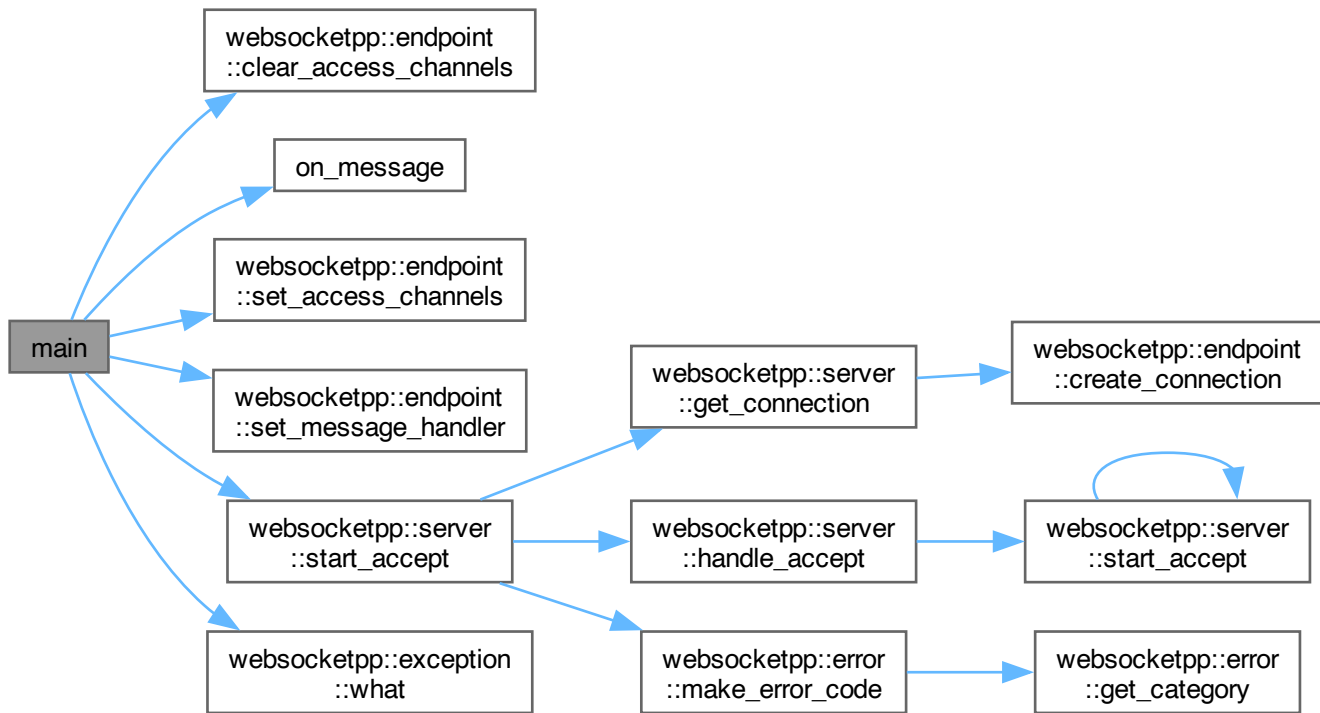 websocketpp::endpoint
::clear_access_channels
on_message
websocketpp::endpoint
::set_access_channels
main
websocketpp::endpoint
::set_message_handler
websocketpp::server
::start_accept
websocketpp::exception
::what
websocketpp::server
::get_connection
websocketpp::server
::handle_accept
websocketpp::error
::make_error_code
websocketpp::endpoint
::create_connection
websocketpp::server
::start_accept
websocketpp::error
::get_category